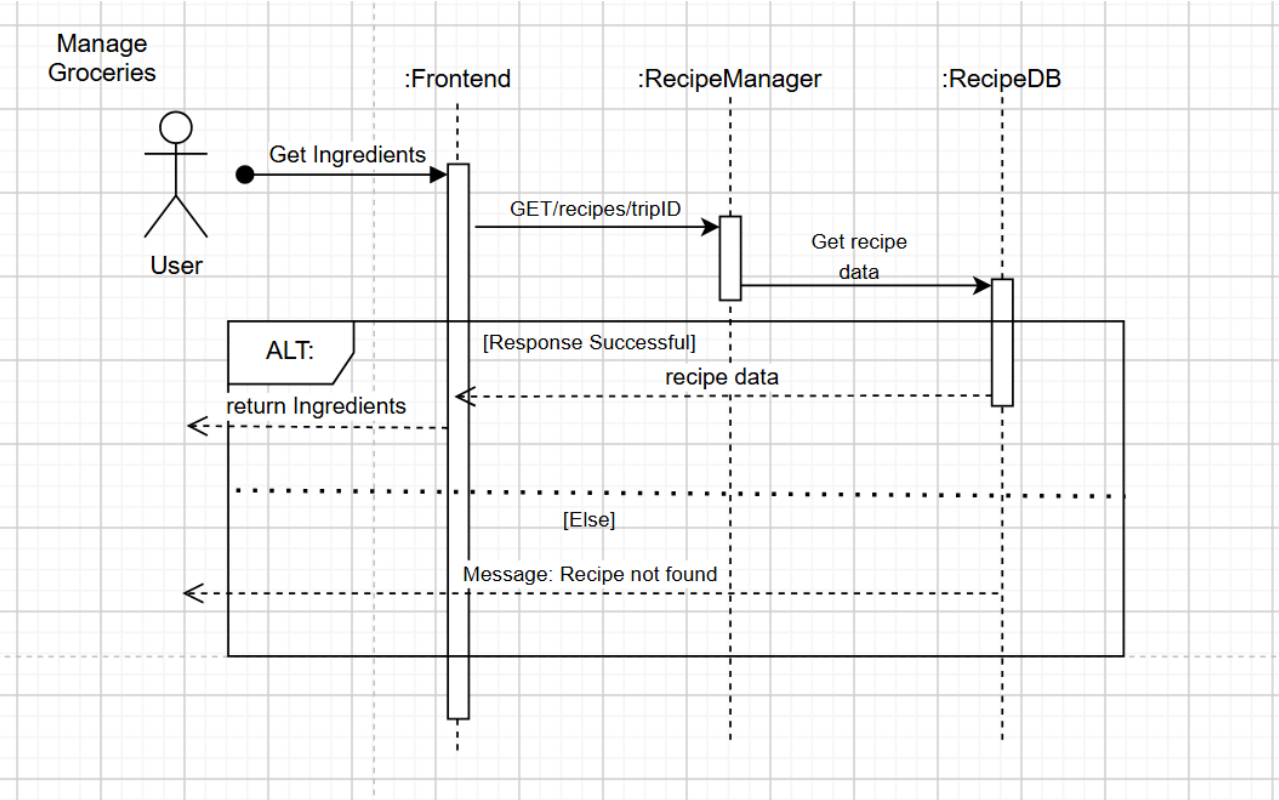 Manage
Groceries
:Frontend
:RecipeManager
:RecipeDB
Get Ingredients
GET/recipes/tripID
Get recipe
data
User
ALT:
[Response Successful]
recipe data
return Ingredients
[Else]
Message: Recipe not found